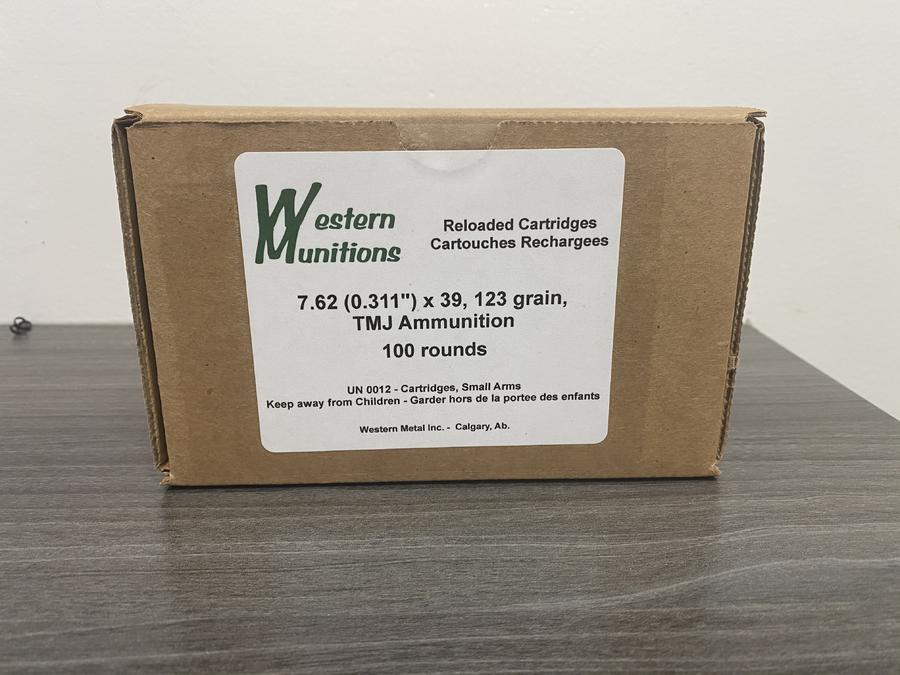 Western
Munitions
Reloaded Cartridges
Cartouches Rechargees
7.62 (0.311") x 39, 123 grain,
TMJ Ammunition
100 rounds
UN 0012 - Cartridges, Small Arms
Keep away from Children - Garder hors de la portee des enfants
Western Metal Inc. - Calgary, Ab.